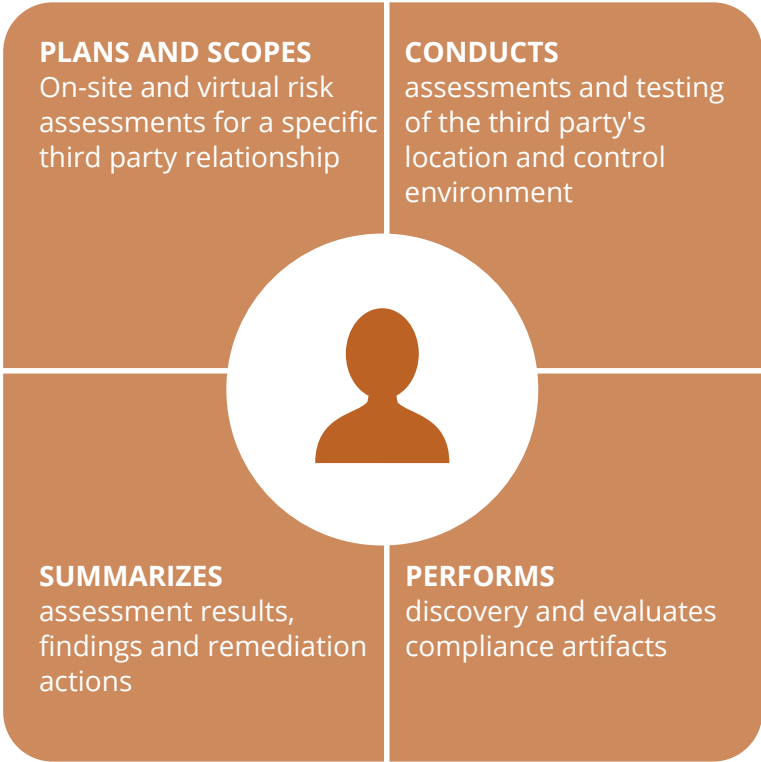 PLANS AND SCOPES
On-site and virtual risk
assessments for a specific
third party relationship
CONDUCTS
assessments and testing
of the third party's
location and control
environment
SUMMARIZES
assessment results,
findings and remediation
actions
PERFORMS
discovery and evaluates
compliance artifacts